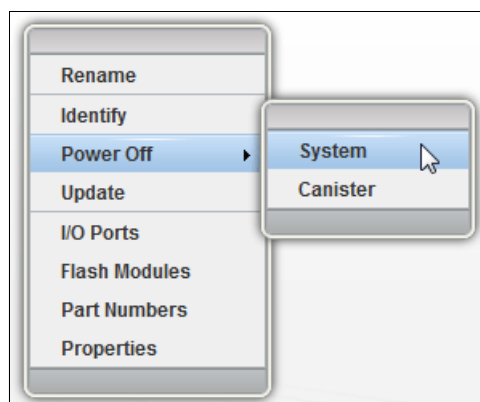 Rename
Identify
Power Off
System
Canister
Update
I/O Ports
Flash Modules
Part Numbers
Properties